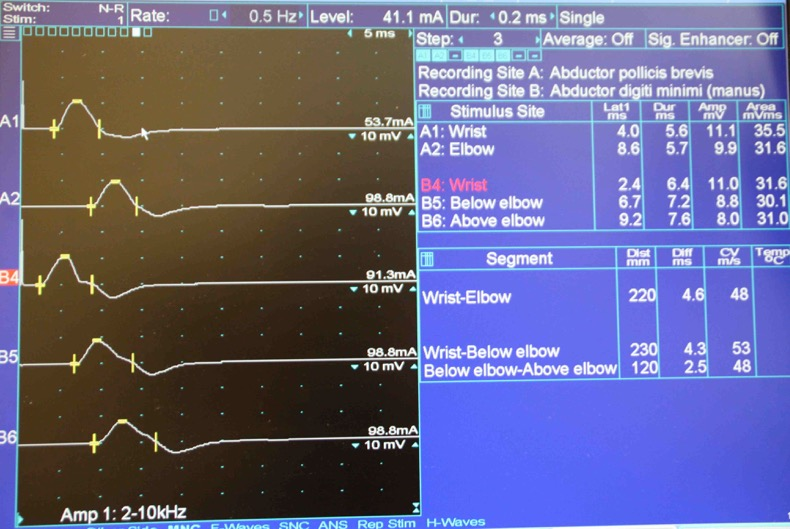 Switch: N-R Rate: 0.5 Hz Level: 41.1 mA Dur: 0.2 ms Single
Stim: 1
5 ms
Step: 3 Average: Off Sig. Enhancer: Off
Recording Site A: Abductor pollicis brevis
Recording Site B: Abductor digiti minimi (manus)
Stimulus Site Lat1 ms Dur ms Amp mV Area mVms
A1: Wrist 4.0 5.6 11.1 35.5
A2: Elbow 8.6 5.7 9.9 31.6
B4: Wrist 2.4 6.4 11.0 31.6
B5: Below elbow 6.7 7.2 8.8 30.1
B6: Above elbow 9.2 7.6 8.0 31.0
Segment Dist mm Diff ms CV m/s Temp °C
Wrist-Elbow 220 4.6 48
Wrist-Below elbow 230 4.3 53
Below elbow-Above elbow 120 2.5 48
A1 53.7mA
10 mV
A2 98.8mA
10 mV
B4 91.3mA
10 mV
B5 98.8mA
10 mV
B6 98.8mA
10 mV
Amp 1: 2-10kHz
MNC F-Waves SNC ANS Rep Stim H-Waves